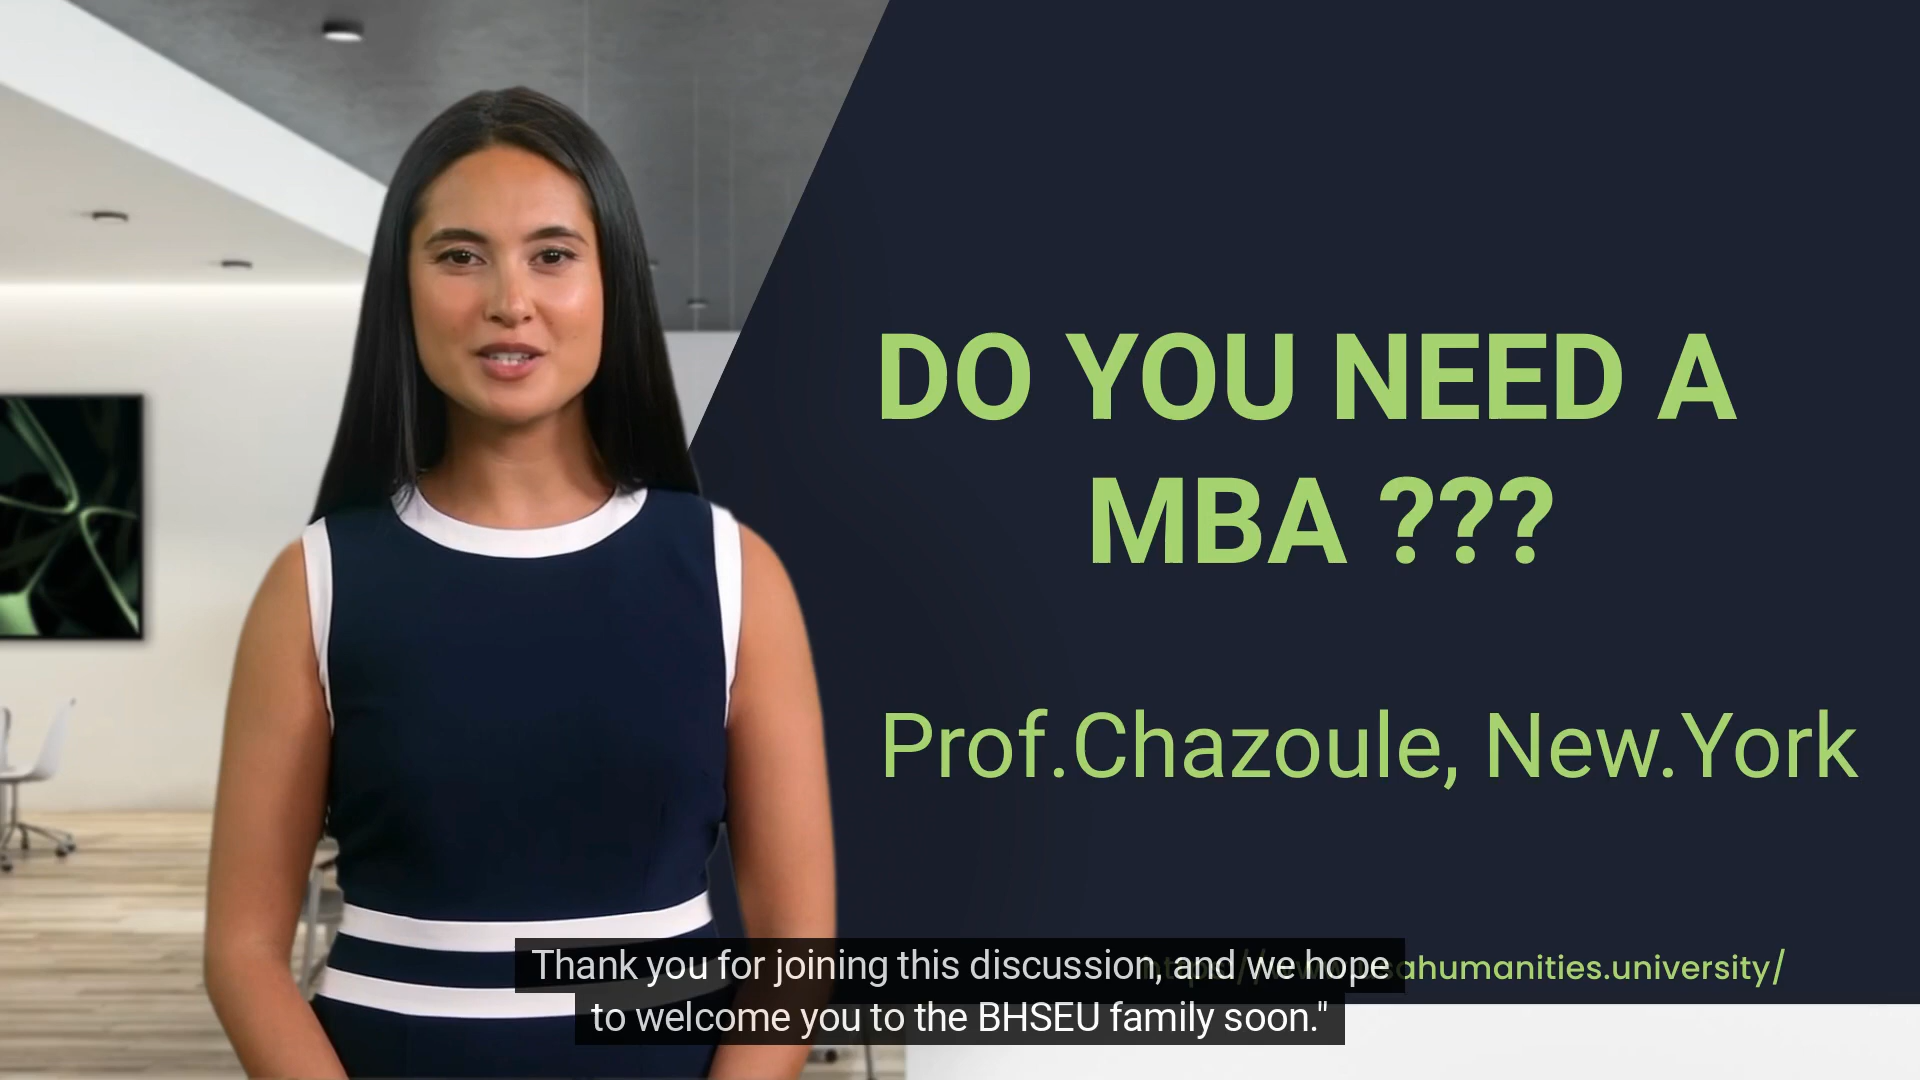 DO YOU NEED A
MBA ???
Prof.Chazoule, New.York
ahumanities.university/
Thank you for joining this discussion, and we hope
to welcome you to the BHSEU family soon."